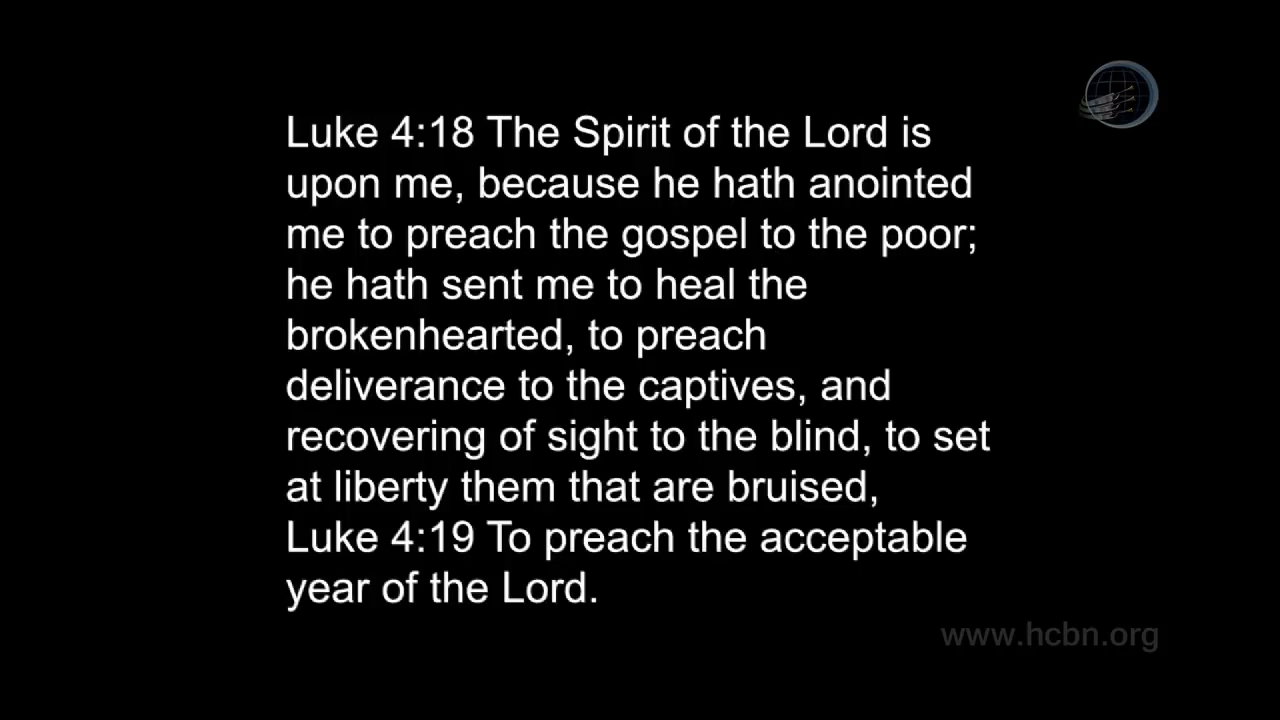 Luke 4:18 The Spirit of the Lord is
upon me, because he hath anointed
me to preach the gospel to the poor;
he hath sent me to heal the
brokenhearted, to preach
deliverance to the captives, and
recovering of sight to the blind, to set
at liberty them that are bruised,
Luke 4:19 To preach the acceptable
year of the Lord.
www.hcbn.org